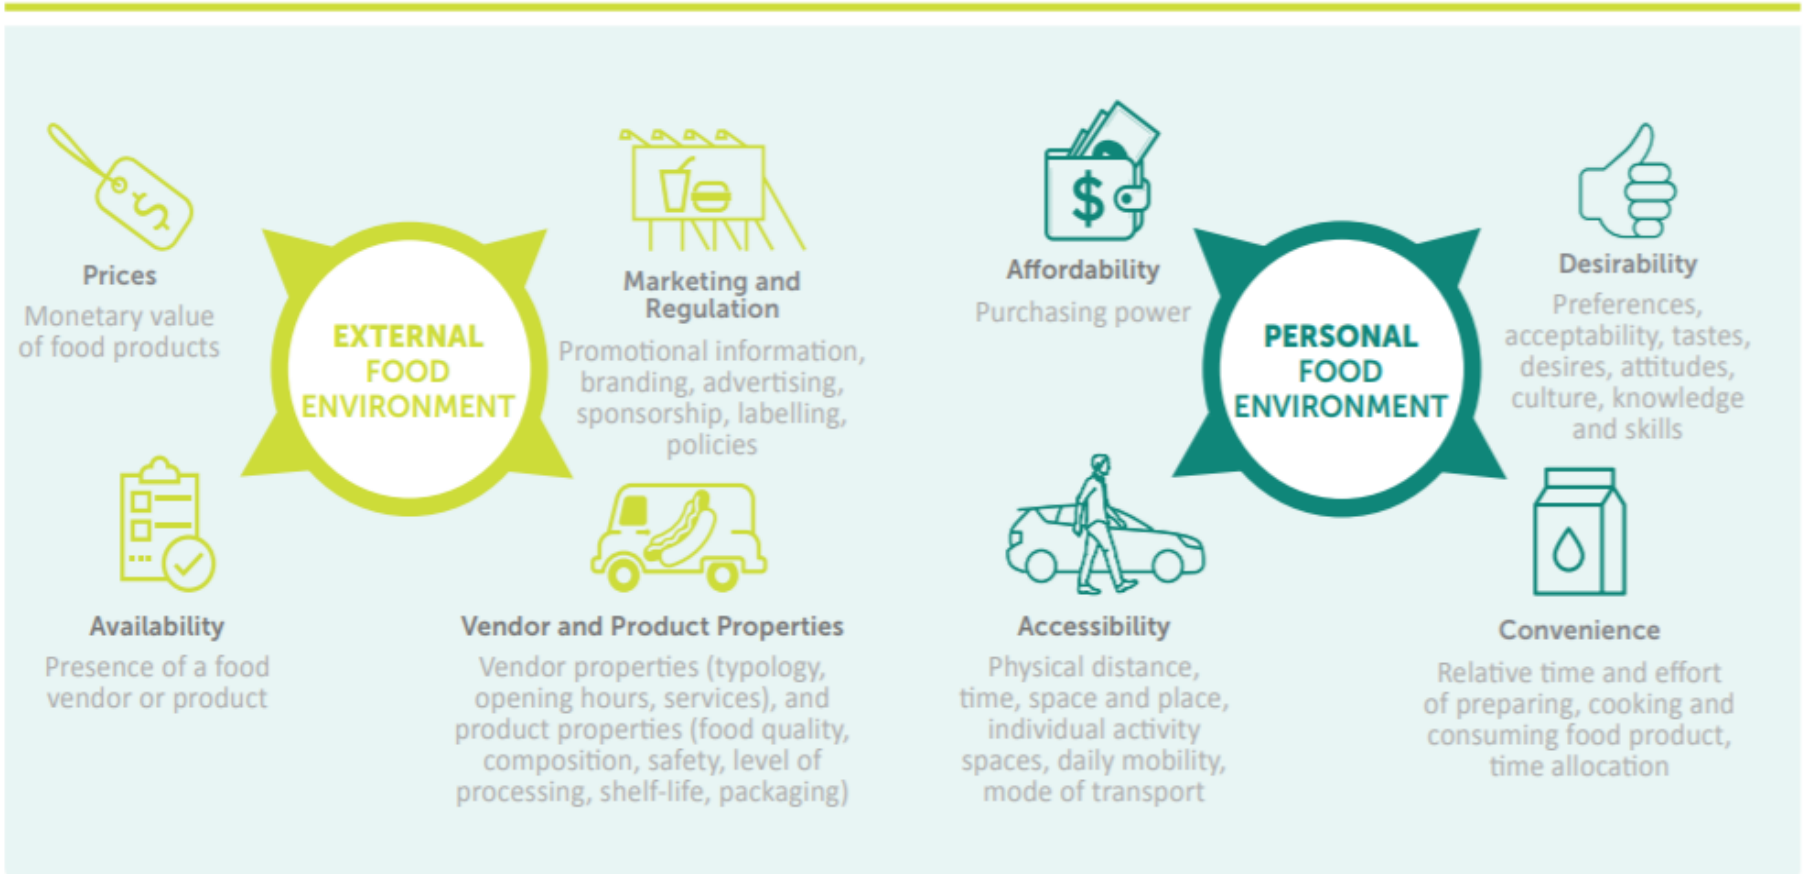 Prices
Monetary value
of food products
EXTERNAL
FOOD
ENVIRONMENT
Marketing and
Regulation
Promotional information,
branding, advertising,
sponsorship, labelling,
policies
Availability
Presence of a food
vendor or product
Vendor and Product Properties
Vendor properties (typology,
opening hours, services), and
product properties (food quality,
composition, safety, level of
processing, shelf-life, packaging)
$
Affordability
Purchasing power
PERSONAL
FOOD
ENVIRONMENT
Desirability
Preferences,
acceptability, tastes,
desires, attitudes,
culture, knowledge
and skills
Accessibility
Physical distance,
time, space and place,
individual activity
spaces, daily mobility,
mode of transport
Convenience
Relative time and effort
of preparing, cooking and
consuming food product,
time allocation